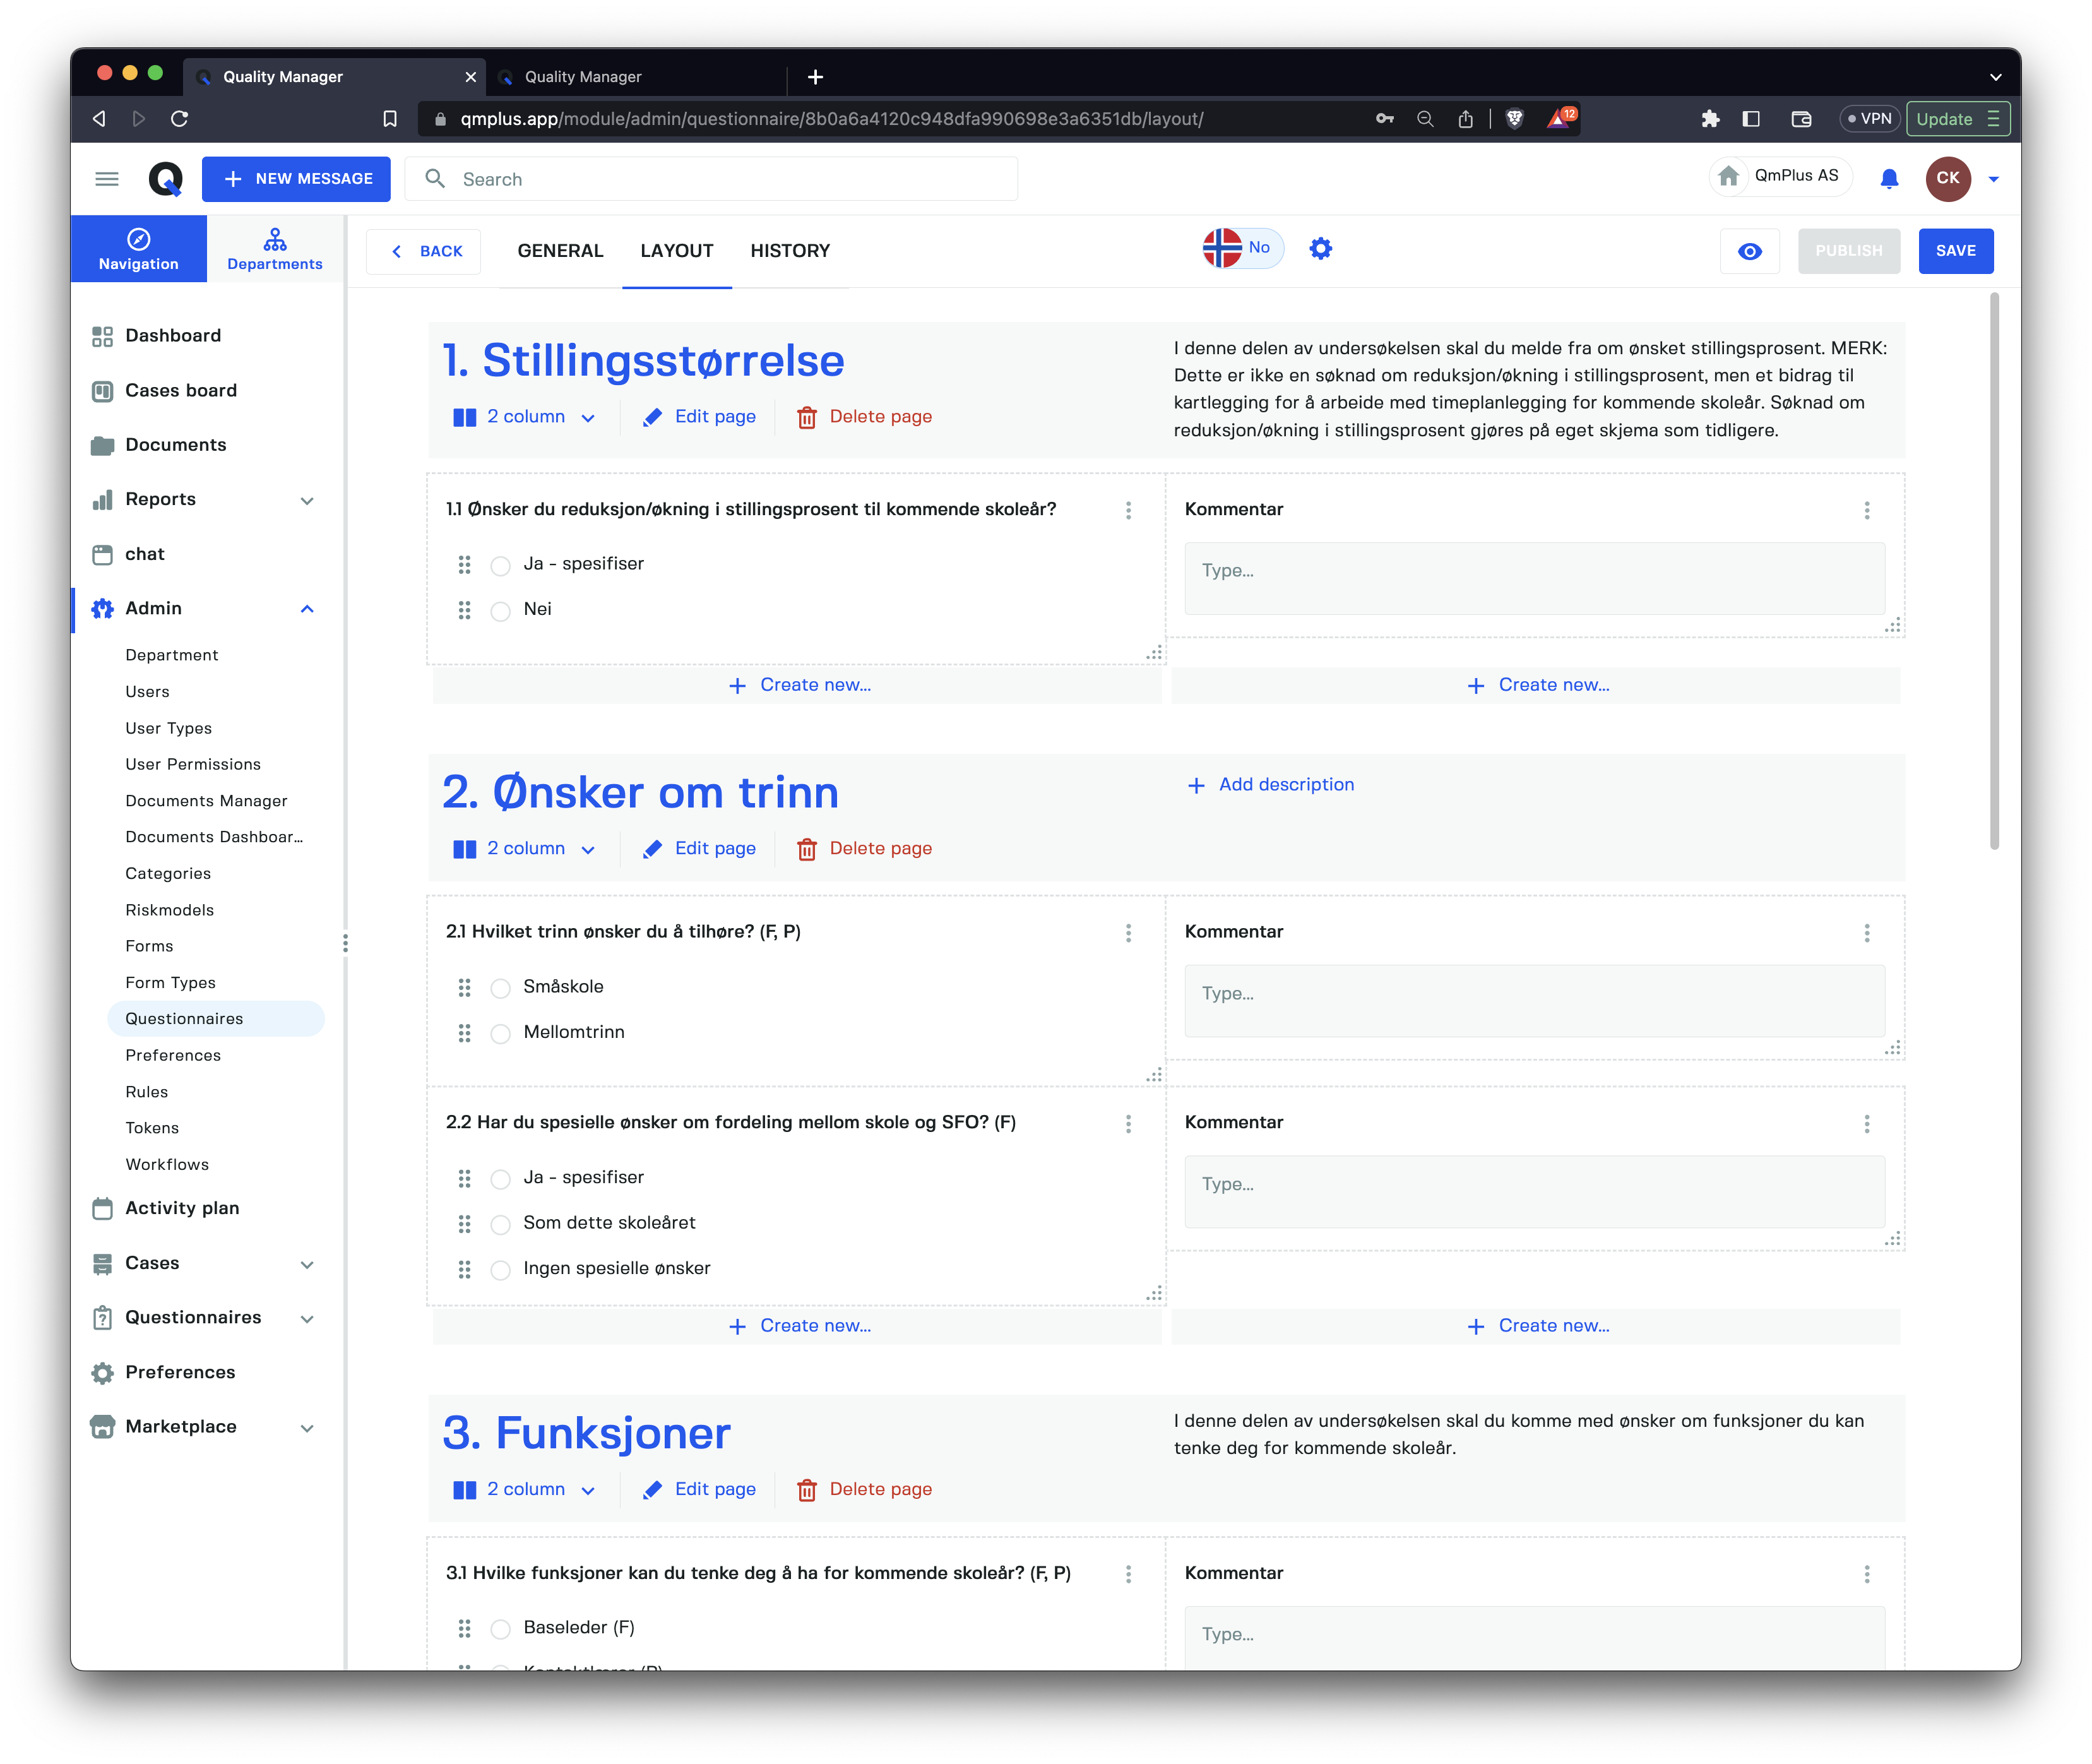 Quality Manager
Quality Manager
qmplus.app/module/admin/questionnaire/8b0a6a4120c948dfa990698e3a6351db/layout/
12
VPN
Update
Q
NEW MESSAGE
Search
QmPlus AS
CK
Navigation
Departments
BACK
GENERAL
LAYOUT
HISTORY
No
PUBLISH
SAVE
Dashboard
Cases board
Documents
Reports
chat
Admin
Department
Users
User Types
User Permissions
Documents Manager
Documents Dashboar...
Categories
Riskmodels
Forms
Form Types
Questionnaires
Preferences
Rules
Tokens
Workflows
Activity plan
Cases
Questionnaires
Preferences
Marketplace
1. Stillingsstørrelse
2 column
Edit page
Delete page
I denne delen av undersøkelsen skal du melde fra om ønsket stillingsprosent. MERK:
Dette er ikke en søknad om reduksjon/økning i stillingsprosent, men et bidrag til
kartlegging for å arbeide med timeplanlegging for kommende skoleår. Søknad om
reduksjon/økning i stillingsprosent gjøres på eget skjema som tidligere.
1.1 Ønsker du reduksjon/økning i stillingsprosent til kommende skoleår?
Ja - spesifiser
Nei
Kommentar
Type...
Create new...
Create new...
2. Ønsker om trinn
2 column
Edit page
Delete page
Add description
2.1 Hvilket trinn ønsker du å tilhøre? (F, P)
Småskole
Mellomtrinn
Kommentar
Type...
2.2 Har du spesielle ønsker om fordeling mellom skole og SFO? (F)
Ja - spesifiser
Som dette skoleåret
Ingen spesielle ønsker
Kommentar
Type...
Create new...
Create new...
3. Funksjoner
2 column
Edit page
Delete page
I denne delen av undersøkelsen skal du komme med ønsker om funksjoner du kan
tenke deg for kommende skoleår.
3.1 Hvilke funksjoner kan du tenke deg å ha for kommende skoleår? (F, P)
Baseleder (F)
Kommentar
Type...